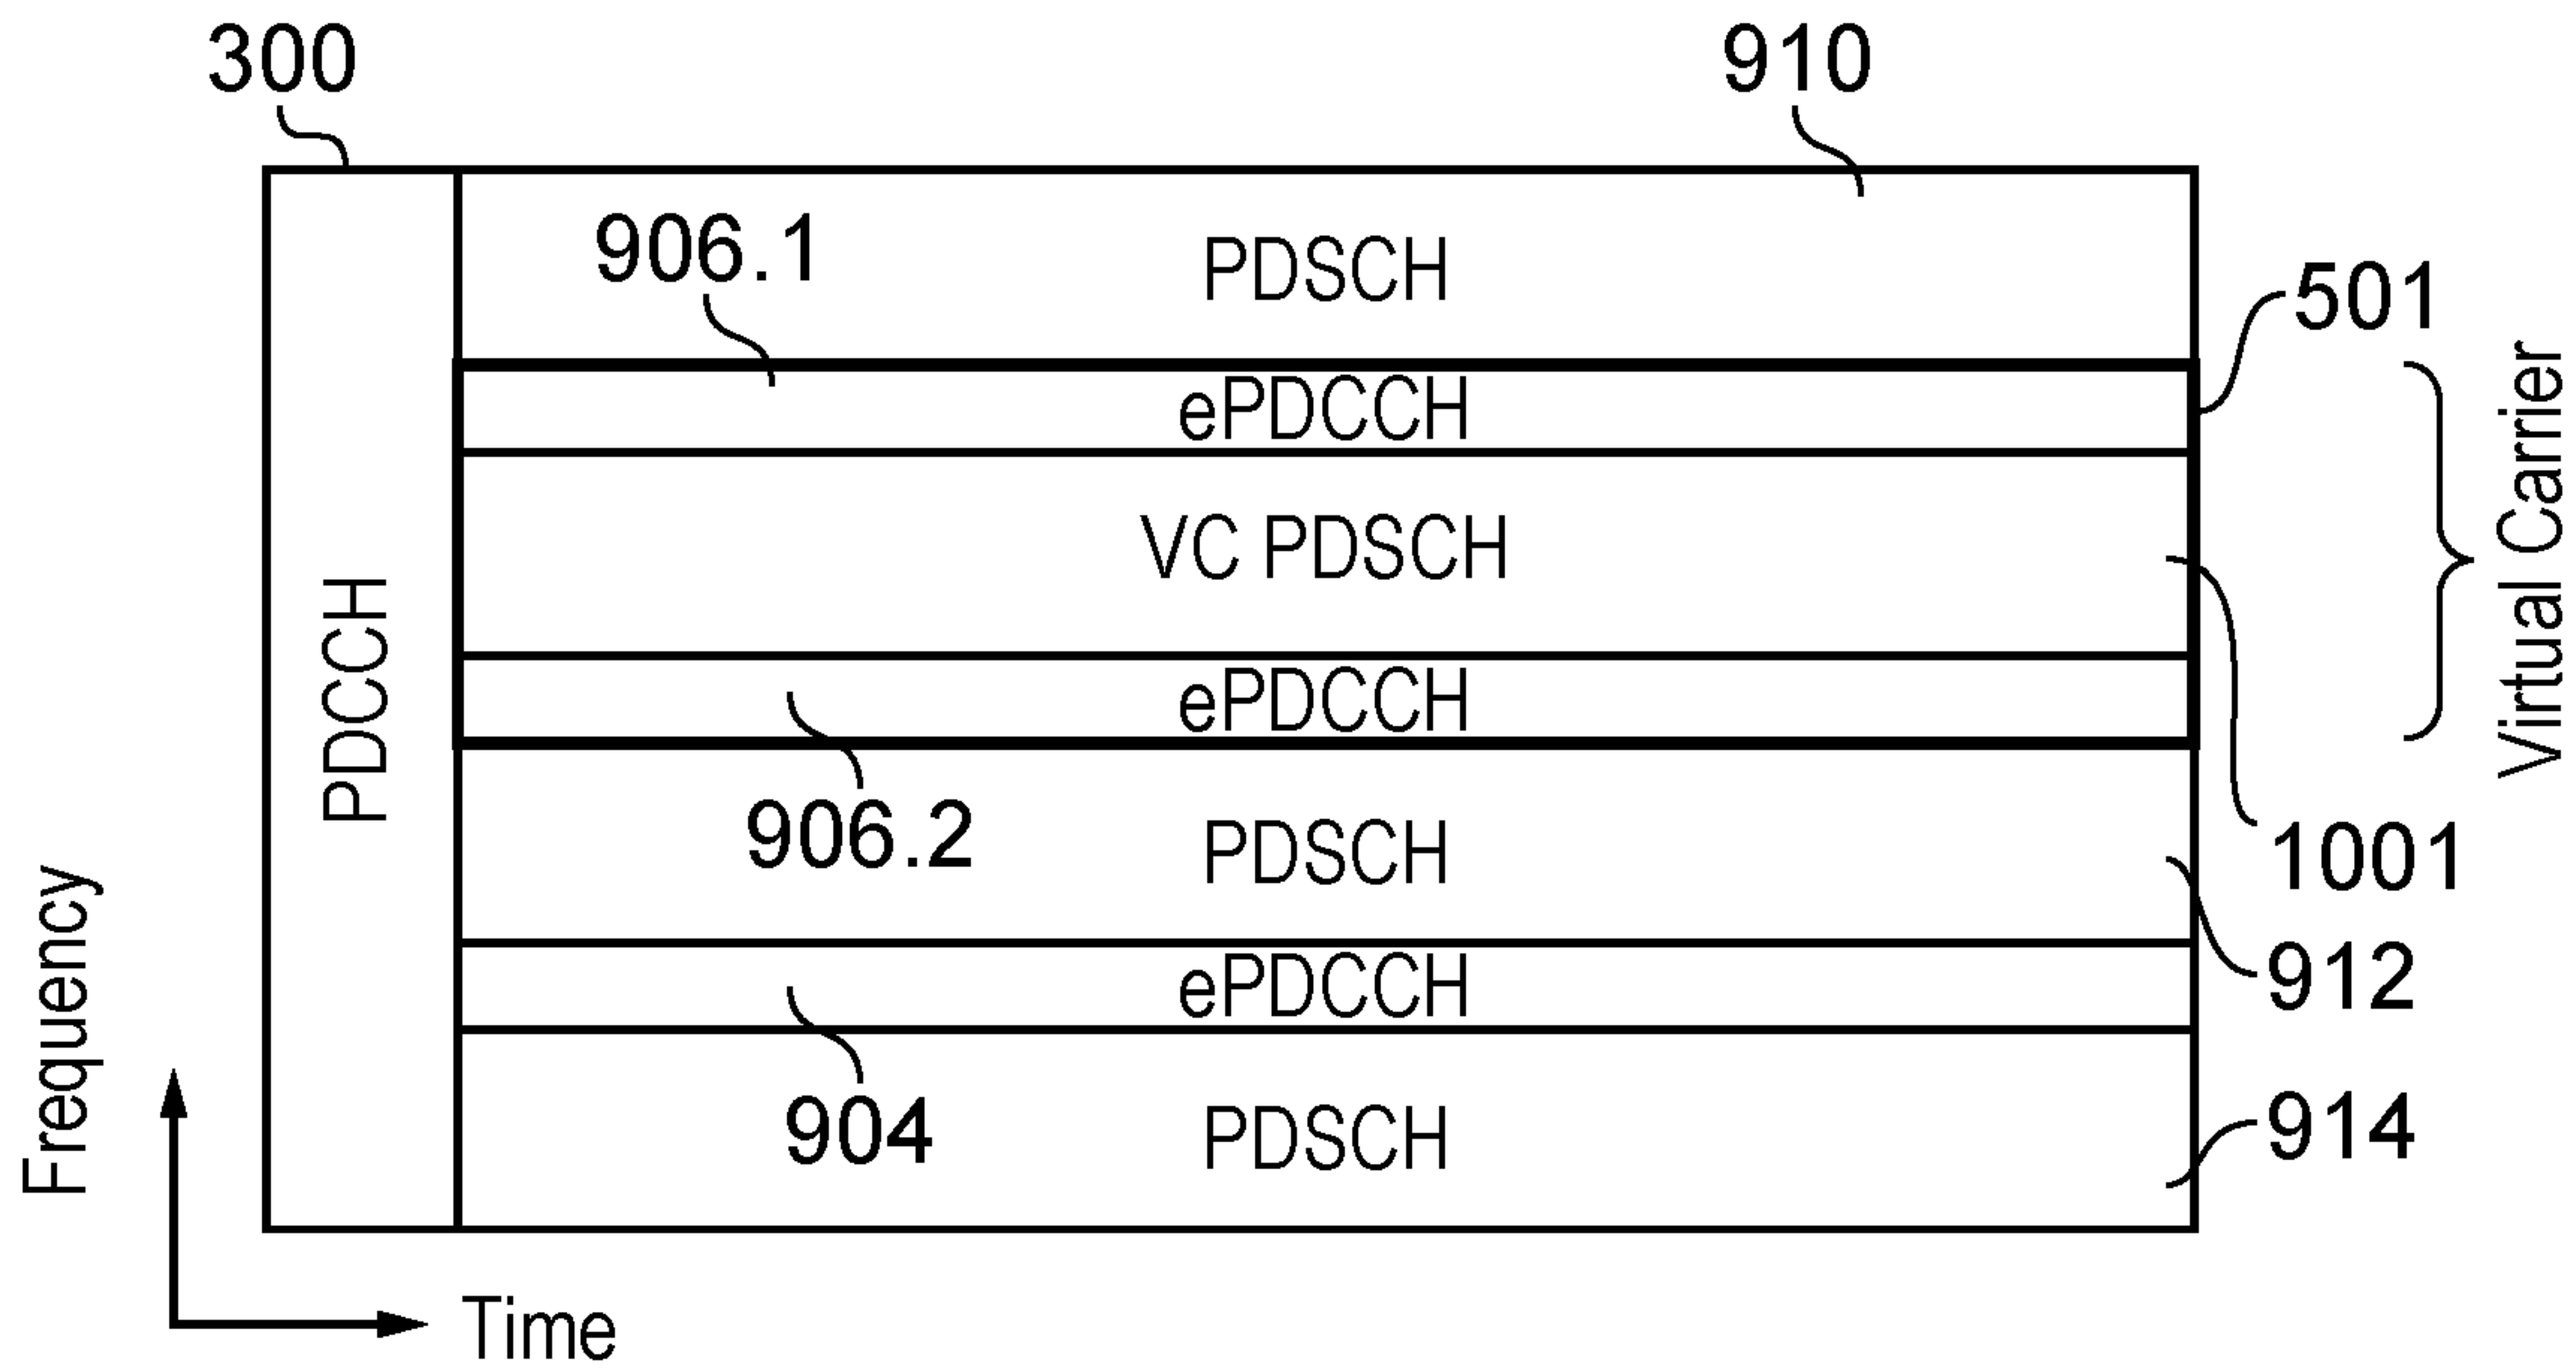 300
910
906.1
PDSCH
501
ePDCCH
VC PDSCH
Virtual Carrier
PDCCH
ePDCCH
906.2
PDSCH
1001
912
ePDCCH
904
PDSCH
914
Frequency
Time